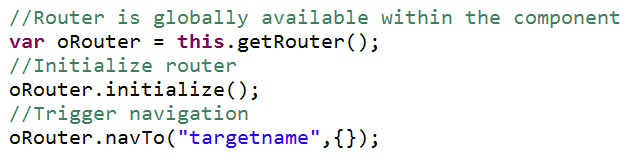 //Router is globally available within the component
var oRouter = this.getRouter();
//Initialize router
oRouter.initialize();
//Trigger navigation
oRouter.navTo("targetname",{});